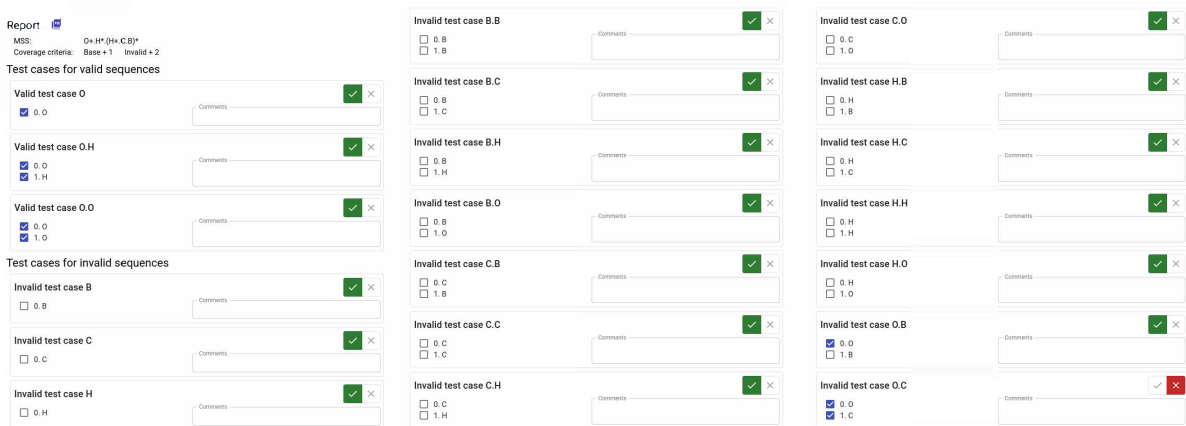 Report
MSS: O+.H*.(H+.C.B)*
Coverage criteria: Base + 1 Invalid + 2
Test cases for valid sequences
Valid test case O
0. O
Comments
Valid test case O.H
0. O
1. H
Comments
Valid test case O.O
0. O
1. O
Comments
Test cases for invalid sequences
Invalid test case B
0. B
Comments
Invalid test case C
0. C
Comments
Invalid test case H
0. H
Comments
Invalid test case B.B
0. B
1. B
Comments
Invalid test case B.C
0. B
1. C
Comments
Invalid test case B.H
0. B
1. H
Comments
Invalid test case B.O
0. B
1. O
Comments
Invalid test case C.B
0. C
1. B
Comments
Invalid test case C.C
0. C
1. C
Comments
Invalid test case C.H
0. C
1. H
Comments
Invalid test case C.O
0. C
1. O
Comments
Invalid test case H.B
0. H
1. B
Comments
Invalid test case H.C
0. H
1. C
Comments
Invalid test case H.H
0. H
1. H
Comments
Invalid test case H.O
0. H
1. O
Comments
Invalid test case O.B
0. O
1. B
Comments
Invalid test case O.C
0. O
1. C
Comments